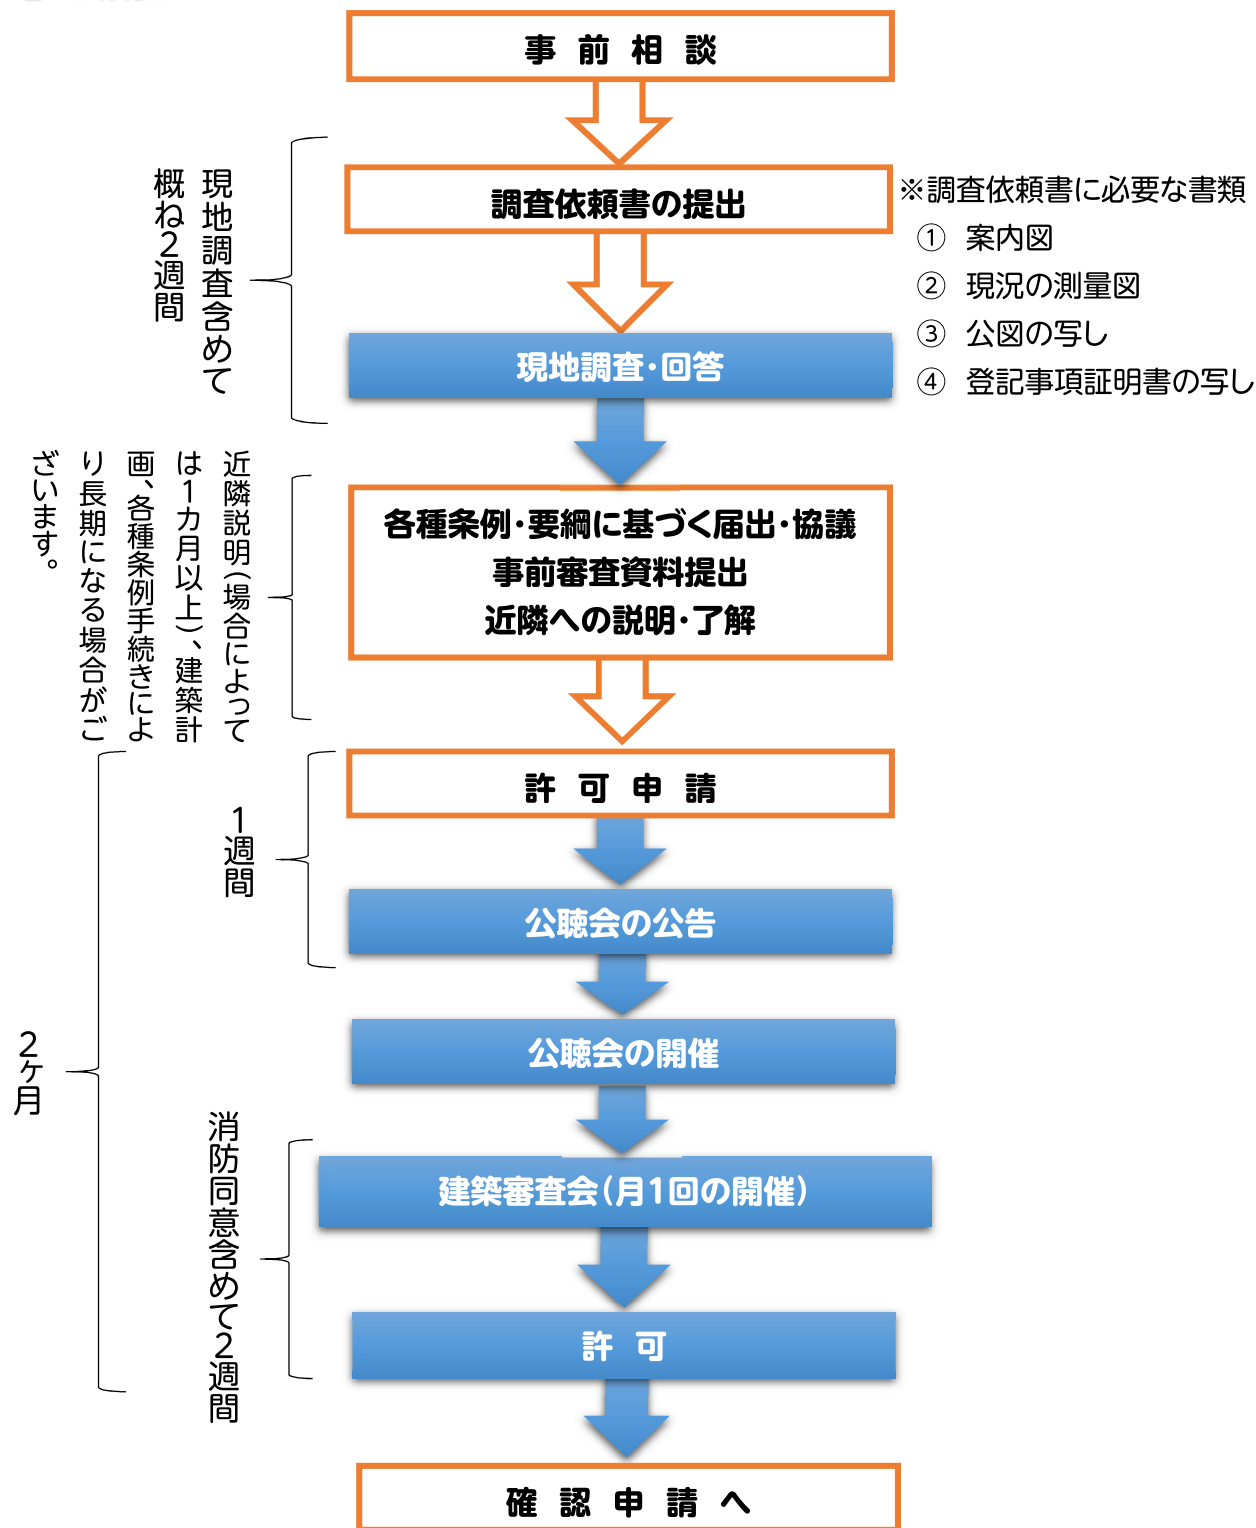 事前相談
調査依頼書の提出
※調査依頼書に必要な書類
① 案内図
② 現況の測量図
③ 公図の写し
④ 登記事項証明書の写し
現地調査含めて
概ね2週間
現地調査・回答
各種条例・要綱に基づく届出・協議
事前審査資料提出
近隣への説明・了解
近隣説明(場合によって
は1カ月以上)、建築計
画、各種条例手続きによ
り長期になる場合がご
ざいます。
許可申請
1週間
公聴会の公告
公聴会の開催
2ケ月
建築審査会(月1回の開催)
消防同意含めて2週間
許可
確認申請へ